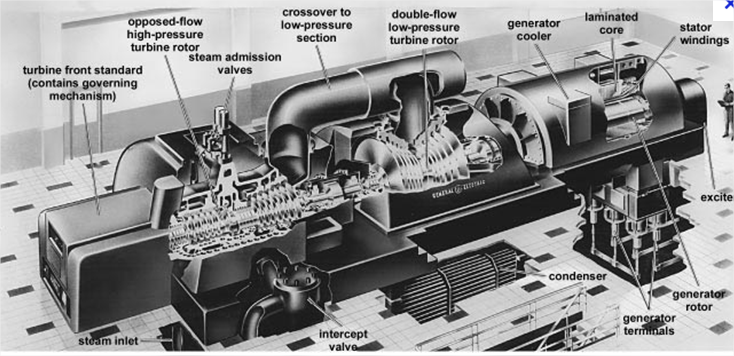 opposed-flow
high-pressure
turbine rotor
crossover to
low-pressure
section
double-flow
low-pressure
turbine rotor
generator
cooler
laminated
core
stator
windings
steam admission
valves
turbine front standard
(contains governing
mechanism)
GENERAL ELECTRIC
excite
condenser
generator
rotor
generator
terminals
intercept
valve
steam inlet